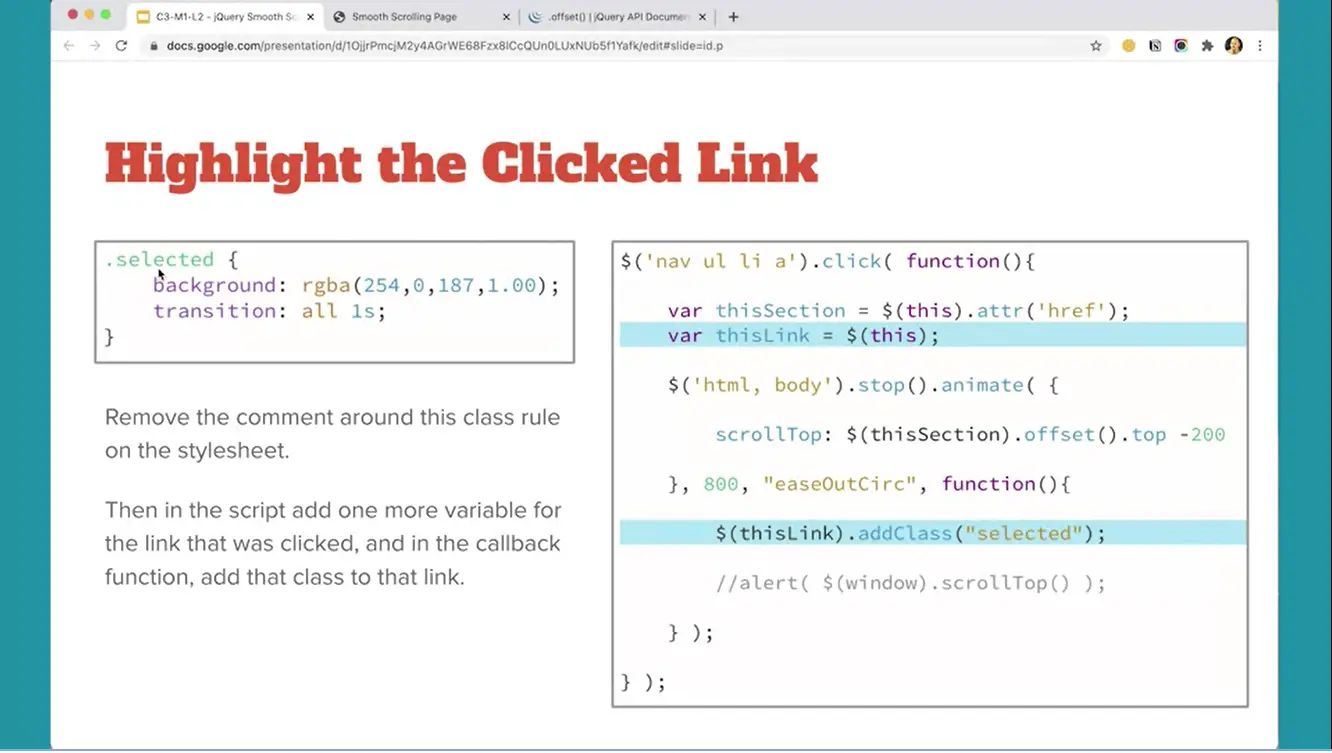 C3-M1-L2 - jQuery Smooth Sc
Smooth Scrolling Page
.offset() | jQuery API Documen
docs.google.com/presentation/d/1OjjrPmcjM2y4AGrWE68Fzx8lCcQUn0LUxNUb5f1Yafk/edit#slide=id.p
Highlight the Clicked Link
.selected {
background: rgba(254,0,187,1.00);
transition: all 1s;
}
Remove the comment around this class rule
on the stylesheet.
Then in the script add one more variable for
the link that was clicked, and in the callback
function, add that class to that link.
$('nav ul li a').click( function(){
var thisSection = $(this).attr('href');
var thisLink = $(this);
$('html, body').stop().animate( {
scrollTop: $(thisSection).offset().top -200
}, 800, "easeOutCirc", function(){
$(thisLink).addClass("selected");
//alert( $(window).scrollTop() );
} );
} );